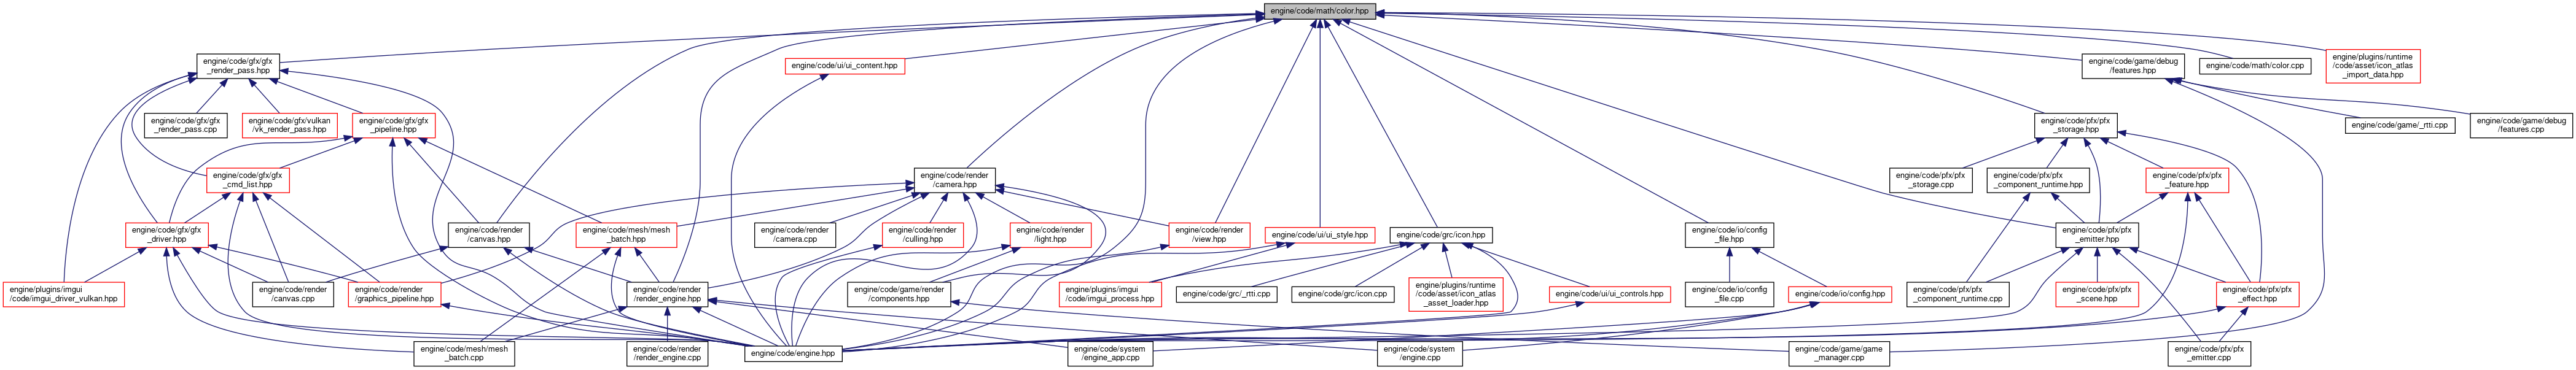 engine/code/math/color.hpp
engine/code/gfx/gfx
_render_pass.hpp
engine/code/ui/ui_content.hpp
engine/code/game/debug
/features.hpp
engine/code/math/color.cpp
engine/plugins/runtime
/code/asset/icon_atlas
_import_data.hpp
engine/code/gfx/gfx
_render_pass.cpp
engine/code/gfx/vulkan
/vk_render_pass.hpp
engine/code/gfx/gfx
_pipeline.hpp
engine/code/pfx/pfx
_storage.hpp
engine/code/game/_rtti.cpp
engine/code/game/debug
/features.cpp
engine/code/gfx/gfx
_cmd_list.hpp
engine/code/render
/camera.hpp
engine/code/pfx/pfx
_storage.cpp
engine/code/pfx/pfx
_component_runtime.hpp
engine/code/pfx/pfx
_feature.hpp
engine/code/gfx/gfx
_driver.hpp
engine/code/render
/canvas.hpp
engine/code/mesh/mesh
_batch.hpp
engine/code/render
/camera.cpp
engine/code/render
/culling.hpp
engine/code/render
/light.hpp
engine/code/render
/view.hpp
engine/code/ui/ui_style.hpp
engine/code/grc/icon.hpp
engine/code/io/config
_file.hpp
engine/code/pfx/pfx
_emitter.hpp
engine/plugins/imgui
/code/imgui_driver_vulkan.hpp
engine/code/render
/canvas.cpp
engine/code/render
/graphics_pipeline.hpp
engine/code/render
/render_engine.hpp
engine/code/game/render
/components.hpp
engine/plugins/imgui
/code/imgui_process.hpp
engine/code/grc/_rtti.cpp
engine/code/grc/icon.cpp
engine/plugins/runtime
/code/asset/icon_atlas
_asset_loader.hpp
engine/code/ui/ui_controls.hpp
engine/code/io/config
_file.cpp
engine/code/io/config.hpp
engine/code/pfx/pfx
_component_runtime.cpp
engine/code/pfx/pfx
_scene.hpp
engine/code/pfx/pfx
_effect.hpp
engine/code/mesh/mesh
_batch.cpp
engine/code/render
/render_engine.cpp
engine/code/engine.hpp
engine/code/system
/engine_app.cpp
engine/code/system
/engine.cpp
engine/code/game/game
_manager.cpp
engine/code/pfx/pfx
_emitter.cpp